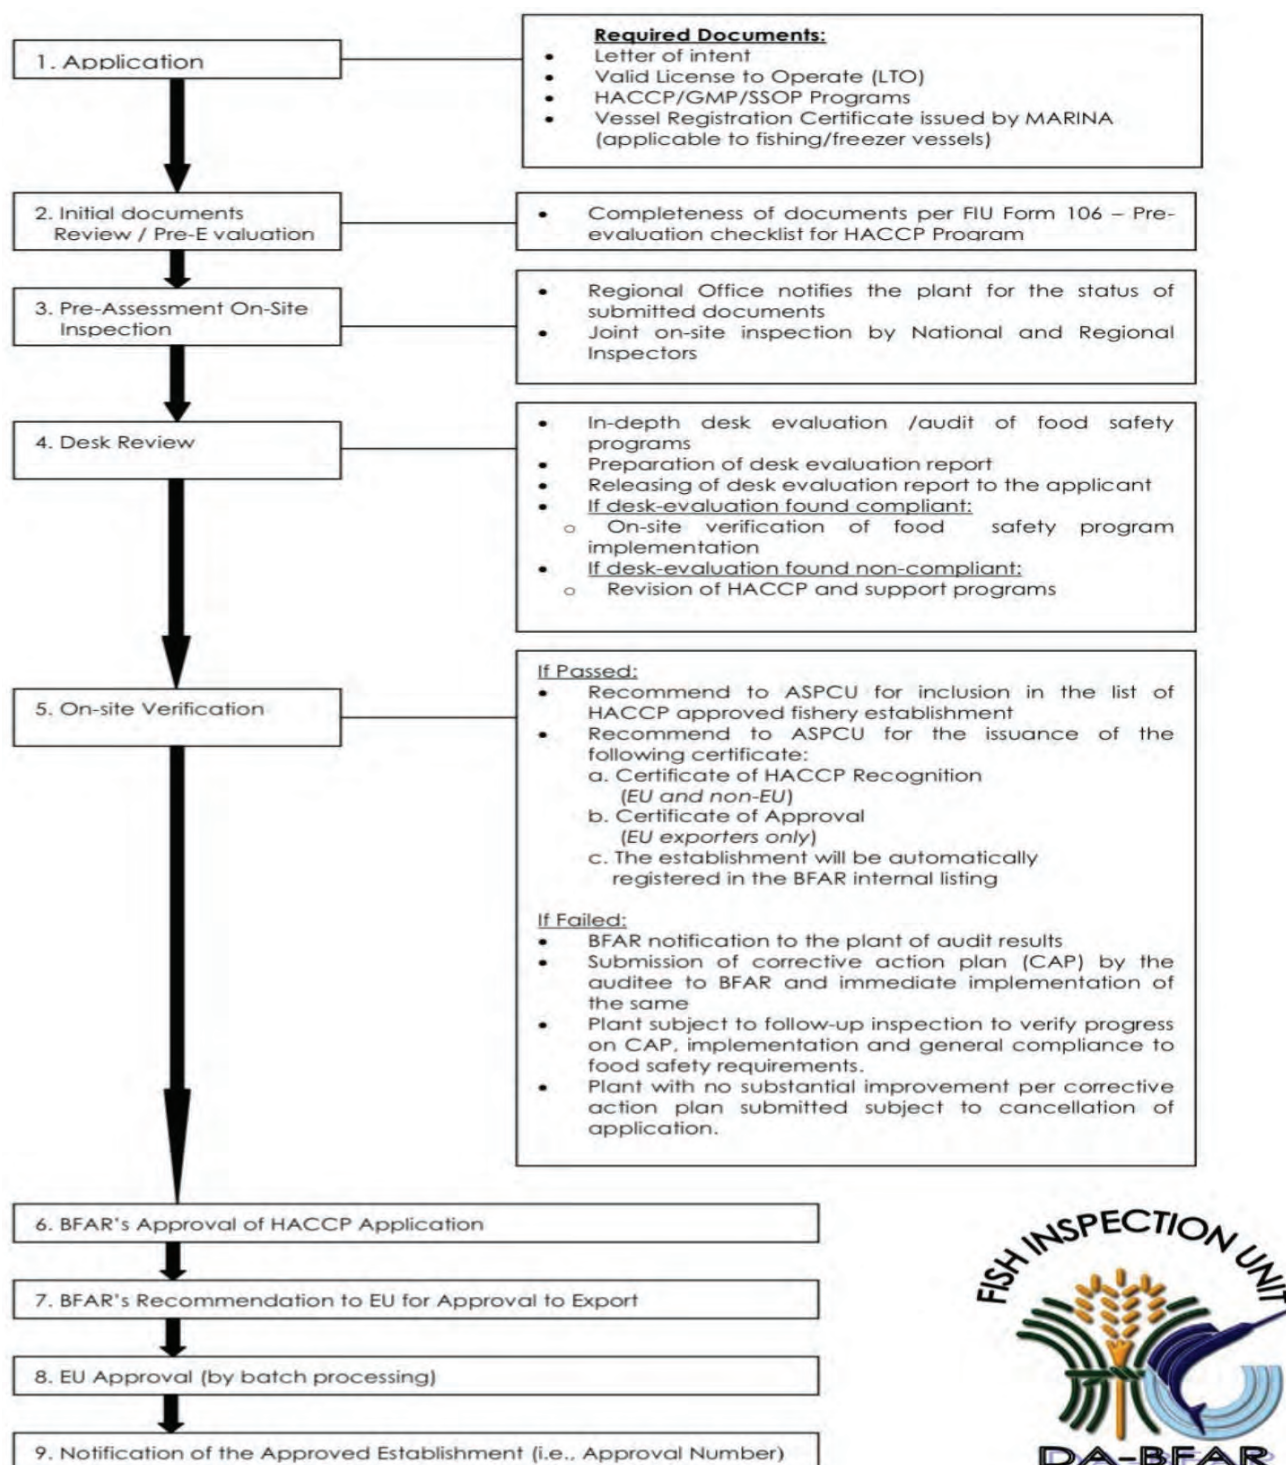 1. Application
Required Documents:
• Letter of intent
• Valid License to Operate (LTO)
• HACCP/GMP/SSOP Programs
• Vessel Registration Certificate issued by MARINA
(applicable to fishing/freezer vessels)
2. Initial documents
Review / Pre-E valuation
• Completeness of documents per FIU Form 106 – Pre-
evaluation checklist for HACCP Program
3. Pre-Assessment On-Site
Inspection
• Regional Office notifies the plant for the status of
submitted documents
• Joint on-site inspection by National and Regional
Inspectors
4. Desk Review
• In-depth desk evaluation /audit of food safety
programs
• Preparation of desk evaluation report
• Releasing of desk evaluation report to the applicant
• If desk-evaluation found compliant:
o On-site verification of food safety program
implementation
• If desk-evaluation found non-compliant:
o Revision of HACCP and support programs
5. On-site Verification
If Passed:
• Recommend to ASPCU for inclusion in the list of
HACCP approved fishery establishment
• Recommend to ASPCU for the issuance of the
following certificate:
a. Certificate of HACCP Recognition
(EU and non-EU)
b. Certificate of Approval
(EU exporters only)
c. The establishment will be automatically
registered in the BFAR internal listing
If Failed:
• BFAR notification to the plant of audit results
• Submission of corrective action plan (CAP) by the
auditee to BFAR and immediate implementation of
the same
• Plant subject to follow-up inspection to verify progress
on CAP, implementation and general compliance to
food safety requirements.
• Plant with no substantial improvement per corrective
action plan submitted subject to cancellation of
application.
6. BFAR's Approval of HACCP Application
7. BFAR's Recommendation to EU for Approval to Export
8. EU Approval (by batch processing)
9. Notification of the Approved Establishment (i.e., Approval Number)
FISH INSPECTION UNIT
DA-BFAR